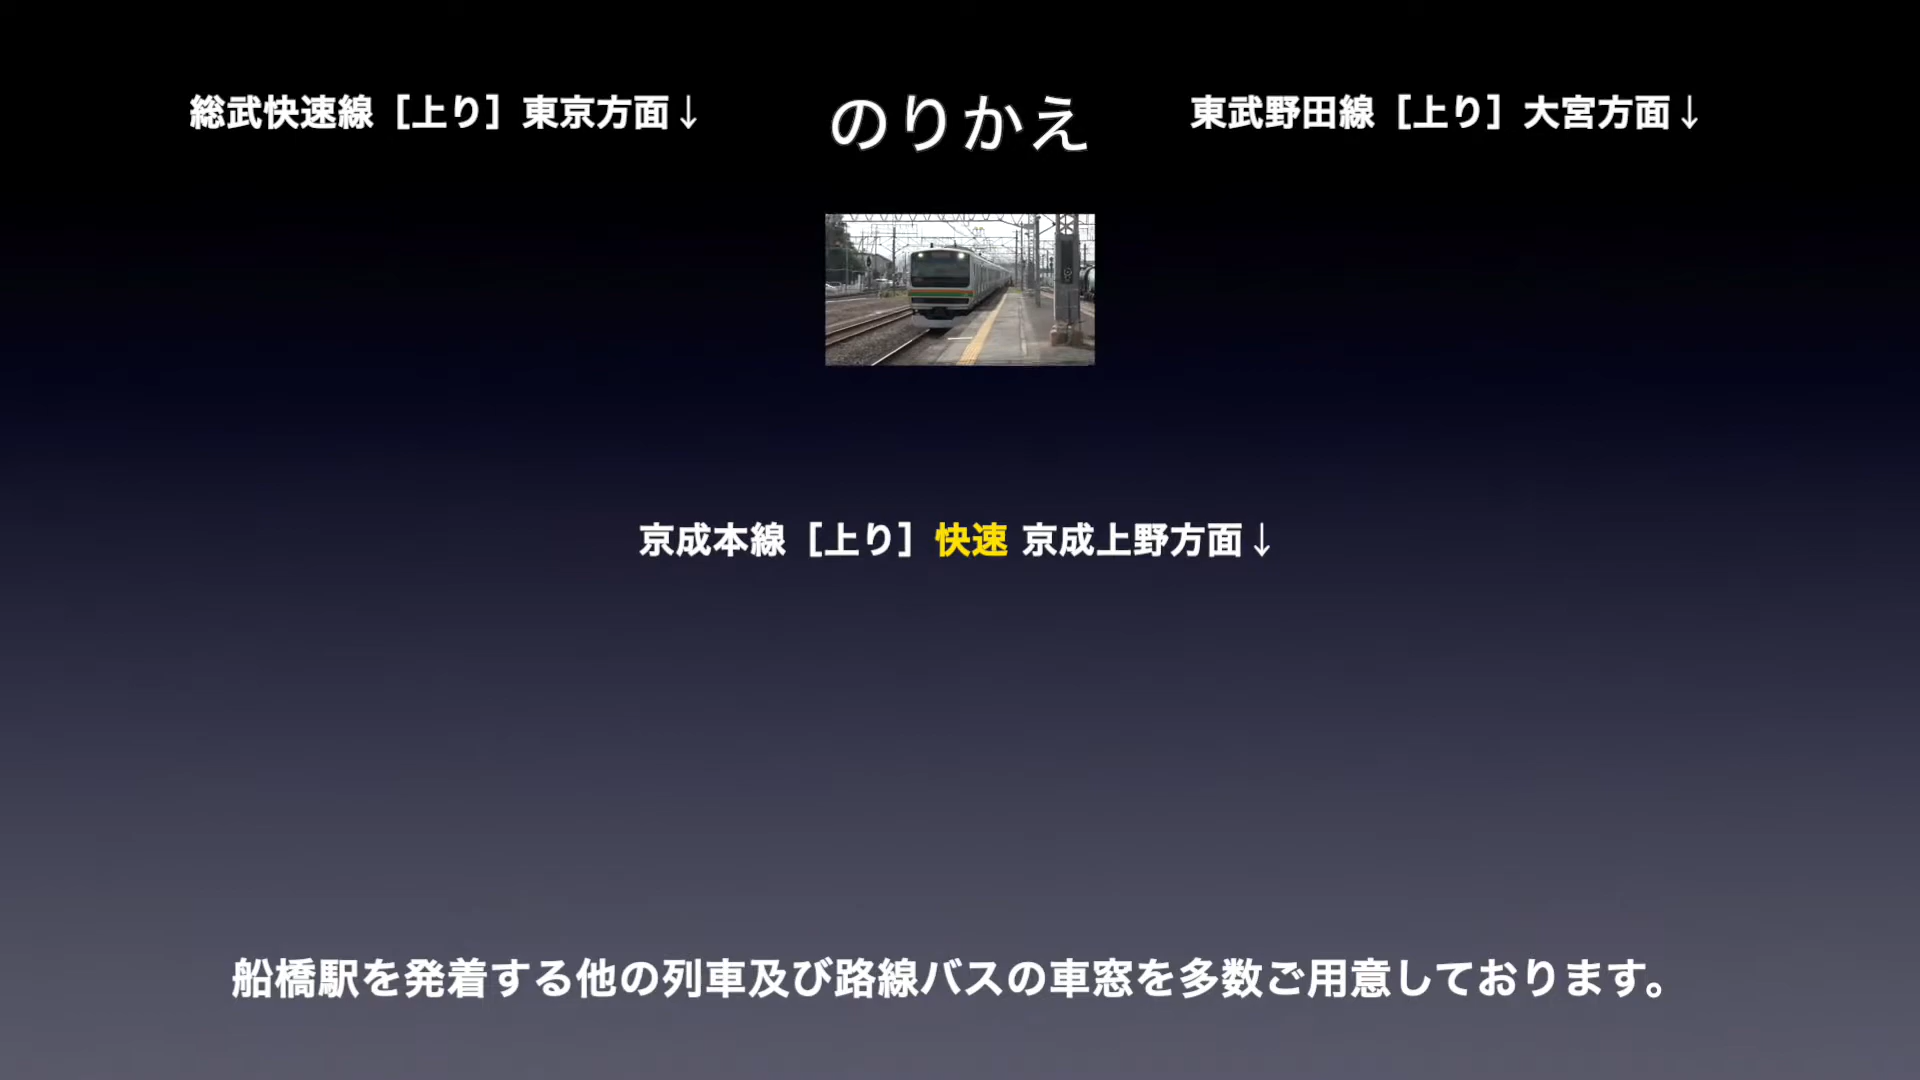 総武快速線［上り］東京方面↓
のりかえ
東武野田線［上り］大宮方面↓
京成本線［上り］快速 京成上野方面↓
船橋駅を発着する他の列車及び路線バスの車窓を多数ご用意しております。